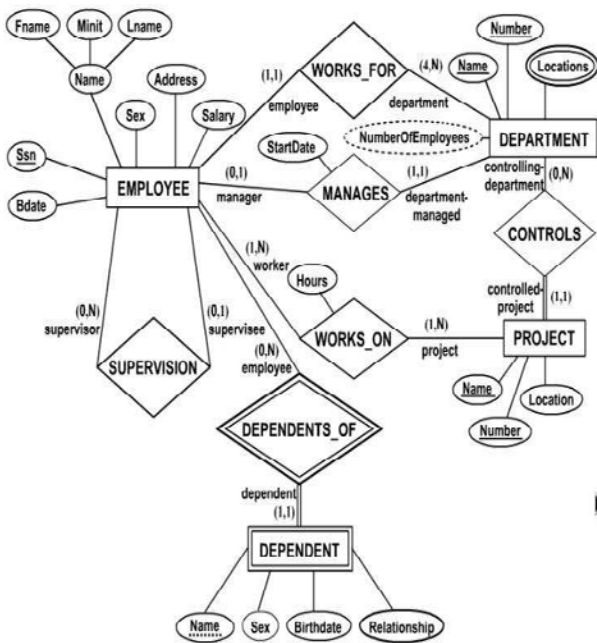 Fname
Minit
Lname
Name
Number
Name
Locations
Address
Sex
Salary
(1,1)
employee
WORKS_FOR
(4,N)
department
NumberOfEmployees
DEPARTMENT
Ssn
Bdate
EMPLOYEE
StartDate
(0,1)
manager
MANAGES
(1,1)
department-
managed
controlling-
department
(0,N)
CONTROLS
(1,N)
worker
Hours
(0,N)
supervisor
(0,1)
supervisee
SUPERVISION
(0,N)
employee
WORKS_ON
(1,N)
project
controlled-
project
(1,1)
PROJECT
Name
Number
Location
DEPENDENTS_OF
dependent
(1,1)
DEPENDENT
Name
Sex
Birthdate
Relationship